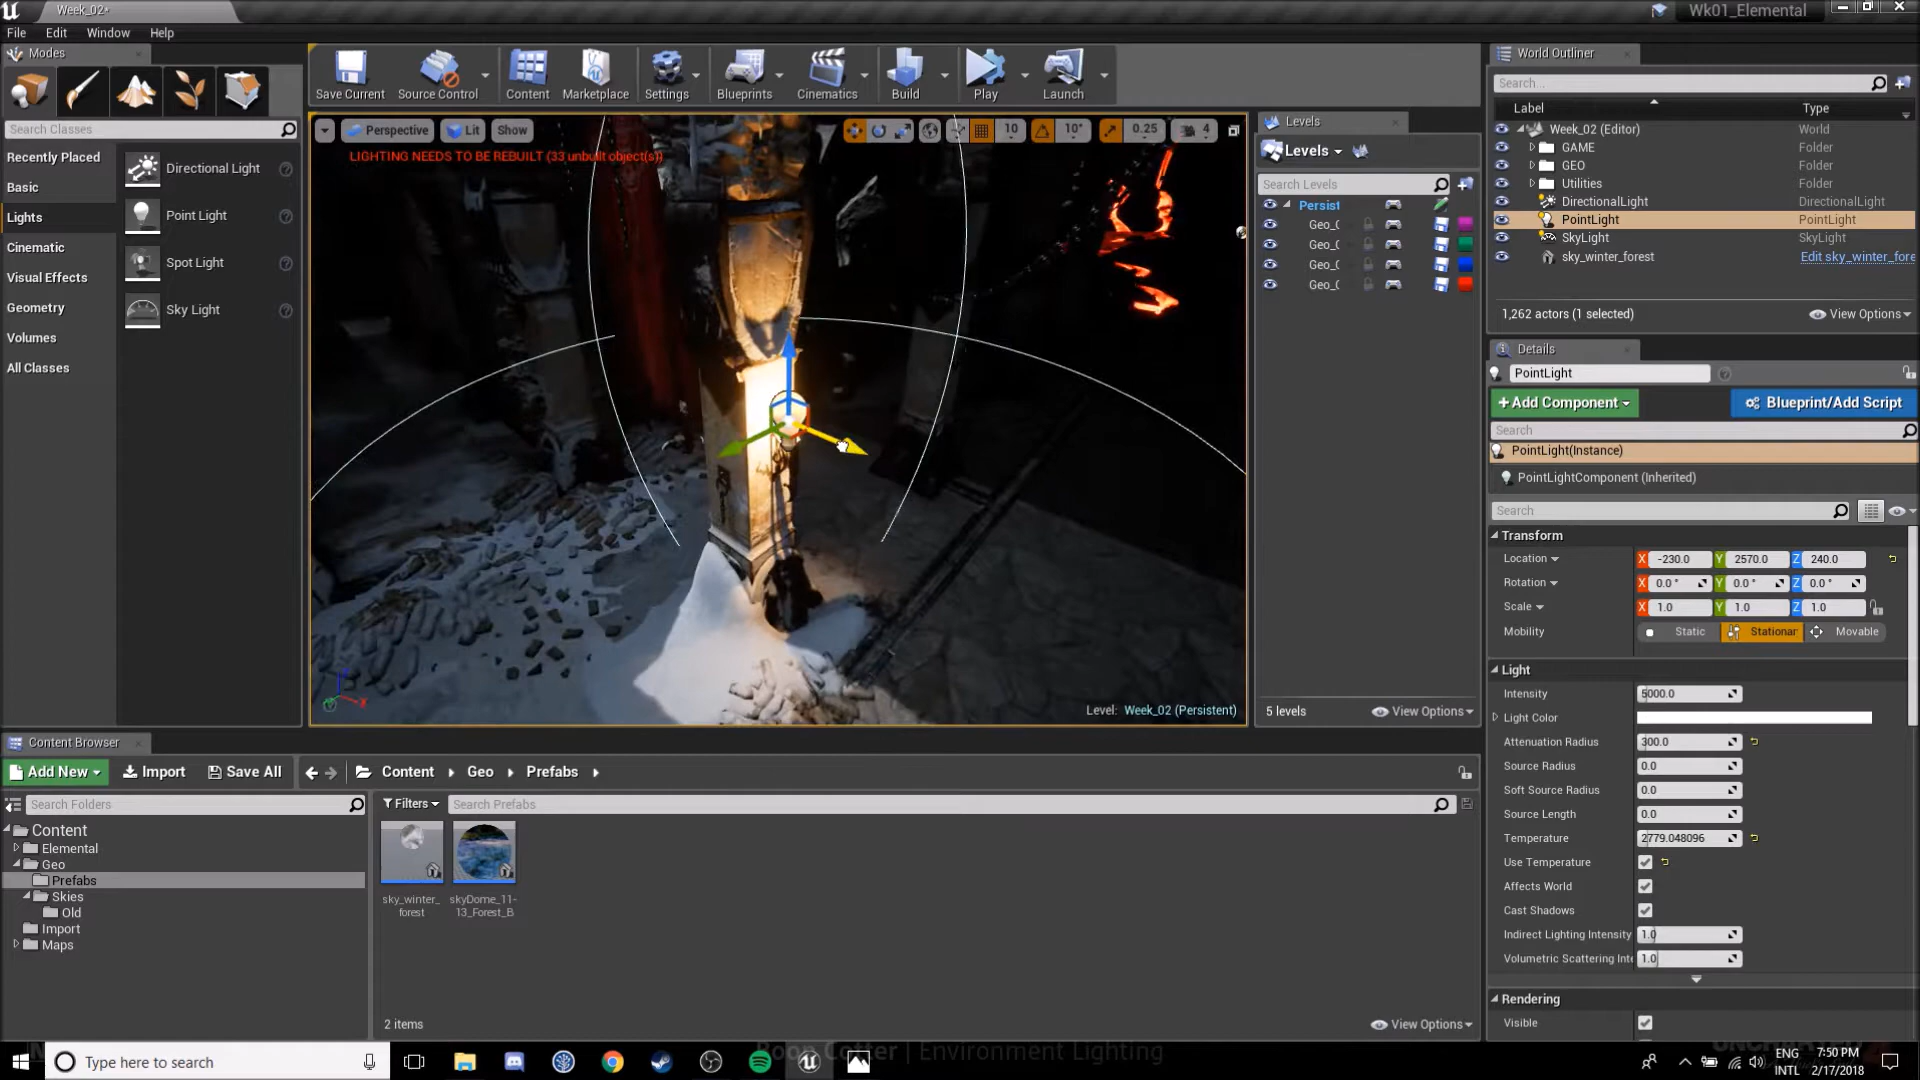 Week_02*
Wk01_Elemental
File Edit Window Help
Modes
Search Classes
Recently Placed
Basic
Lights
Cinematic
Visual Effects
Geometry
Volumes
All Classes
Directional Light
Point Light
Spot Light
Sky Light
Save Current
Source Control
Content
Marketplace
Settings
Blueprints
Cinematics
Build
Play
Launch
Perspective Lit Show
10 10° 0.25 4
LIGHTING NEEDS TO BE REBUILT (33 unbuilt object(s))
Level: Week_02 (Persistent)
Levels
Levels
Search Levels
Persist
Geo_0
Geo_0
Geo_0
Geo_0
5 levels View Options
World Outliner
Search...
Label Type
Week_02 (Editor) World
GAME Folder
GEO Folder
Utilities Folder
DirectionalLight DirectionalLight
PointLight PointLight
SkyLight SkyLight
sky_winter_forest Edit sky_winter_fore
1,262 actors (1 selected) View Options
Details
PointLight
+Add Component Blueprint/Add Script
Search
PointLight(Instance)
PointLightComponent (Inherited)
Search
Transform
Location X -230.0 Y 2570.0 Z 240.0
Rotation X 0.0° Y 0.0° Z 0.0°
Scale X 1.0 Y 1.0 Z 1.0
Mobility Static Stationar Movable
Light
Intensity 5000.0
Light Color
Attenuation Radius 300.0
Source Radius 0.0
Soft Source Radius 0.0
Source Length 0.0
Temperature 2779.048096
Use Temperature
Affects World
Cast Shadows
Indirect Lighting Intensity 1.0
Volumetric Scattering Inte 1.0
Rendering
Visible
Content Browser
Add New Import Save All Content Geo Prefabs
Search Folders
Content
Elemental
Geo
Prefabs
Skies
Old
Import
Maps
Filters Search Prefabs
sky_winter_
forest
skyDome_11-
13_Forest_B
2 items View Options
Type here to search
Cotter | Environment Lighting
ENG
INTL
7:50 PM
2/17/2018